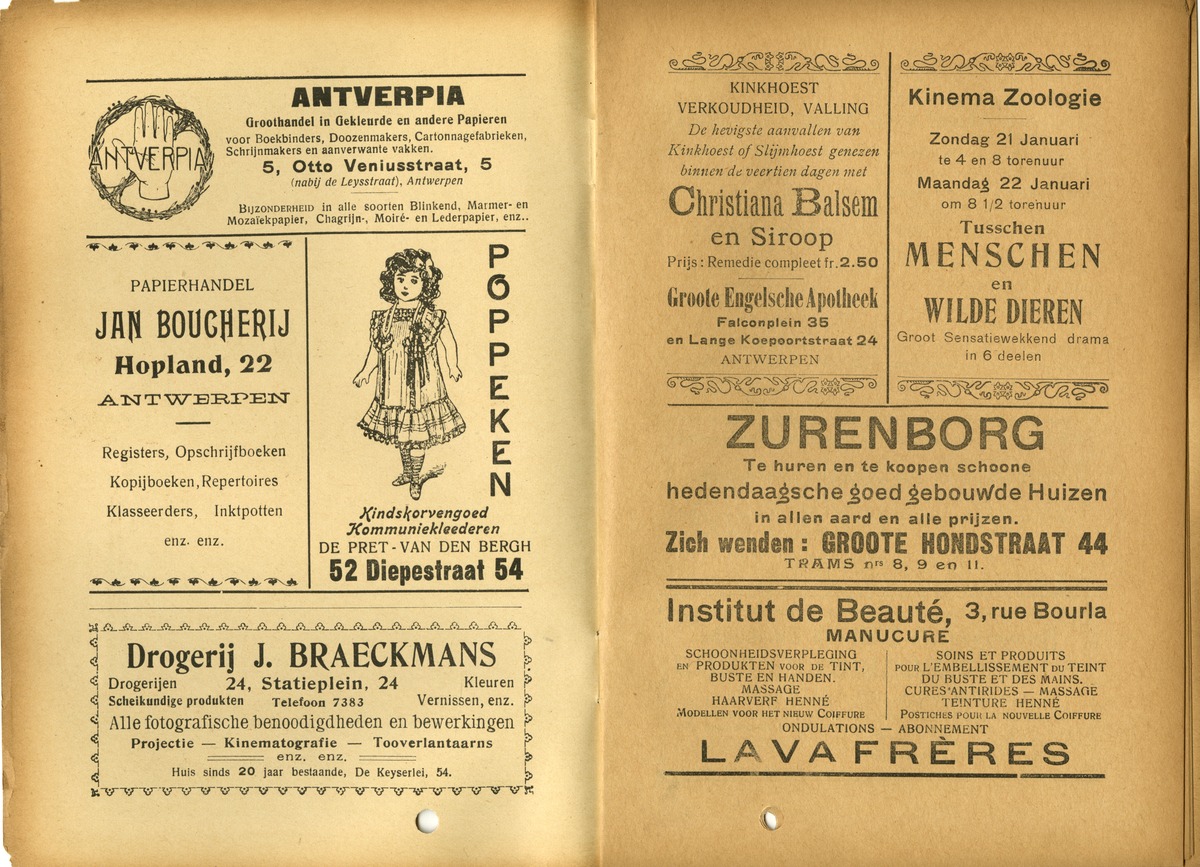 ANTVERPIA
ANTVERPIA
Groothandel in Gekleurde en andere Papieren
voor Boekbinders, Doozenmakers, Cartonnagefabrieken,
Schrijnmakers en aanverwante vakken.
5, Otto Veniusstraat, 5
(nabij de Leysstraat), Antwerpen
BIJZONDERHEID in alle soorten Blinkend, Marmer- en
Mozaïekpapier, Chagrijn-, Moiré- en Lederpapier, enz..
PAPIERHANDEL
JAN BOUCHERIJ
Hopland, 22
ANTWERPEN
Registers, Opschrijfboeken
Kopijboeken, Repertoires
Klasseerders, Inktpotten
enz. enz.
POPPEKEN
Kindskorvengoed
Kommuniekleederen
DE PRET-VAN DEN BERGH
52 Diepestraat 54
Drogerij J. BRAECKMANS
Drogerijen 24, Statieplein, 24 Kleuren
Scheikundige produkten Telefoon 7383 Vernissen, enz.
Alle fotografische benoodigdheden en bewerkingen
Projectie — Kinematografie — Tooverlantaarns
enz. enz.
Huis sinds 20 jaar bestaande, De Keyserlei, 54.
KINKHOEST
VERKOUDHEID, VALLING
De hevigste aanvallen van
Kinkhoest of Slijmhoest genezen
binnen de veertien dagen met
Christiana Balsem
en Siroop
Prijs : Remedie compleet fr. 2.50
Groote Engelsche Apotheek
Falconplein 35
en Lange Koepoortstraat 24
ANTWERPEN
Kinema Zoologie
Zondag 21 Januari
te 4 en 8 torenuur
Maandag 22 Januari
om 8 1/2 torenuur
Tusschen
MENSCHEN
en
WILDE DIEREN
Groot Sensatiewekkend drama
in 6 deelen
ZURENBORG
Te huren en te koopen schoone
hedendaagsche goed gebouwde Huizen
in allen aard en alle prijzen.
Zich wenden : GROOTE HONDSTRAAT 44
TRAMS nrs 8, 9 en 11.
Institut de Beauté, 3, rue Bourla
MANUCURE
SCHOONHEIDSVERPLEGING
EN PRODUKTEN VOOR DE TINT,
BUSTE EN HANDEN.
MASSAGE
HAARVERF HENNÉ
MODELLEN VOOR HET NIEUW COIFFURE
SOINS ET PRODUITS
POUR L'EMBELLISSEMENT DU TEINT
DU BUSTE ET DES MAINS.
CURES ANTIRIDES — MASSAGE
TEINTURE HENNÉ
POSTICHES POUR LA NOUVELLE COIFFURE
ONDULATIONS — ABONNEMENT
LAVA FRÈRES